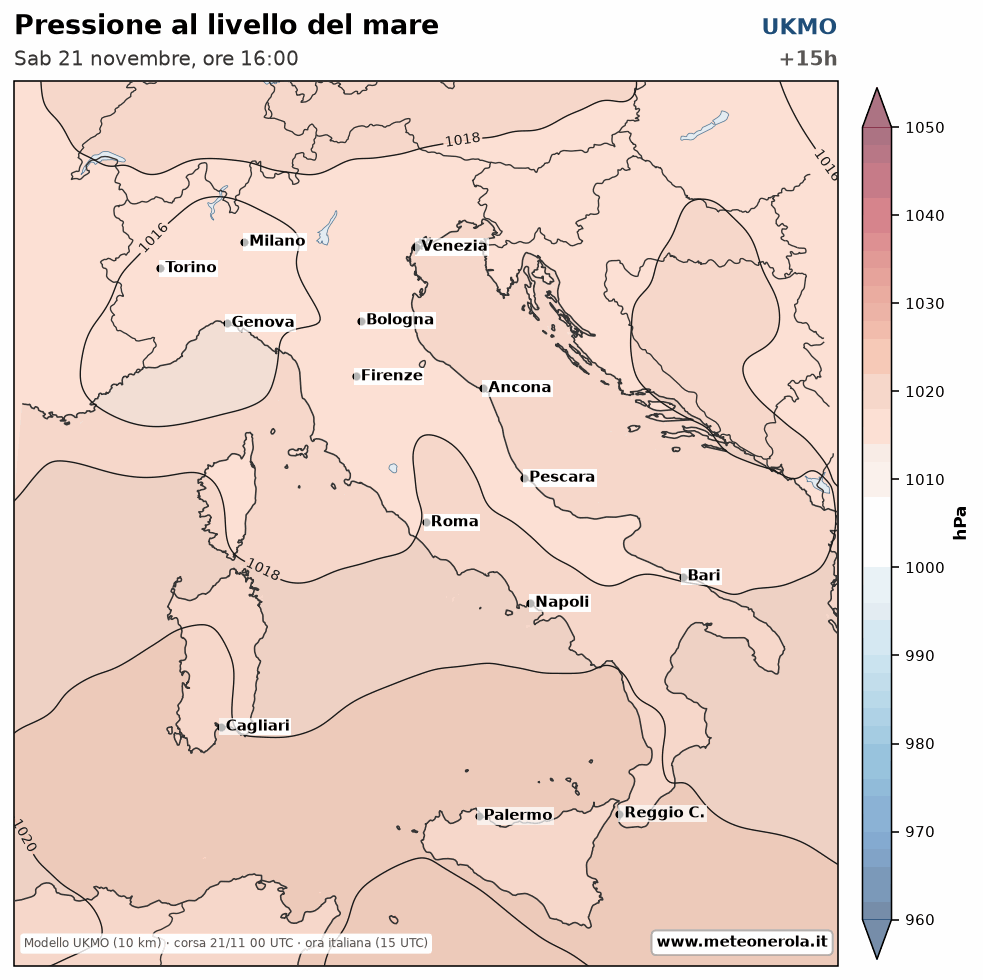 Pressione al livello del mare
UKMO
Sab 21 novembre, ore 16:00
+15h
1018
1016
1016
Milano
Venezia
Torino
Genova
Bologna
Firenze
Ancona
Pescara
Roma
1018
Bari
Napoli
Cagliari
Palermo
Reggio C.
1020
Modello UKMO (10 km) · corsa 21/11 00 UTC · ora italiana (15 UTC)
www.meteonerola.it
1050
1040
1030
1020
1010
1000
990
980
970
960
hPa